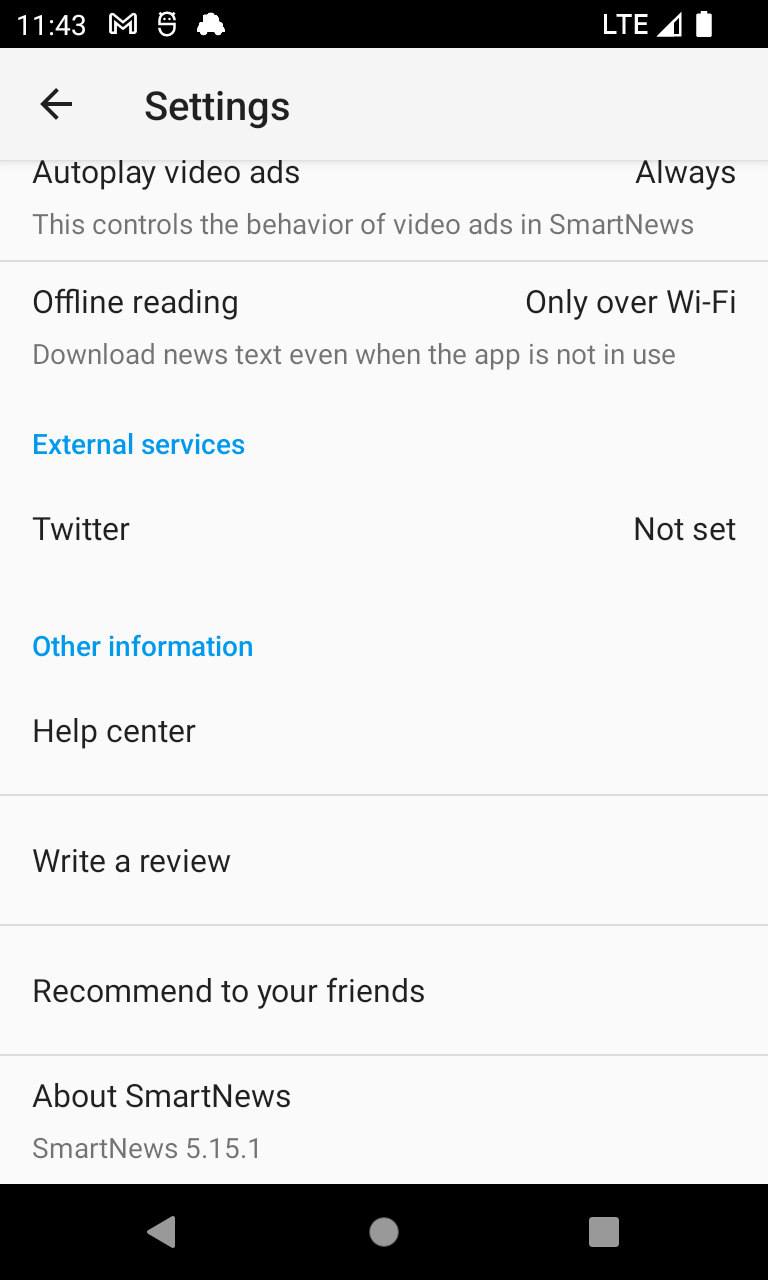 11:43 LTE
Settings
Autoplay video ads Always
This controls the behavior of video ads in SmartNews
Offline reading Only over Wi-Fi
Download news text even when the app is not in use
External services
Twitter Not set
Other information
Help center
Write a review
Recommend to your friends
About SmartNews
SmartNews 5.15.1